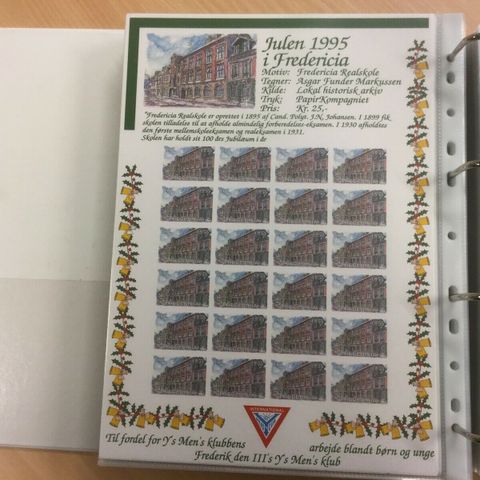 Julen 1995
i Fredericia
Motiv: Fredericia Realskole
Tegner: Asgar Funder Markussen
Kilde: Lokal historisk arkiv
Tryk: PapirKompagniet
Pris: Kr. 25,-
"Fredericia Realskole er oprettet i 1895 af Cand. Polyt. J.N. Johansen. I 1899 fik
skolen tilladelse til at afholde almindelig forberedelses-eksamen. I 1930 afholdtes
den første mellemskoleeksamen og realeksamen i 1931.
Skolen har holdt sit 100 års Jubilæum i år
INTERNATIONAL
Til fordel for Y's Men's klubbens arbejde blandt børn og unge
Frederik den III's Y's Men's klub